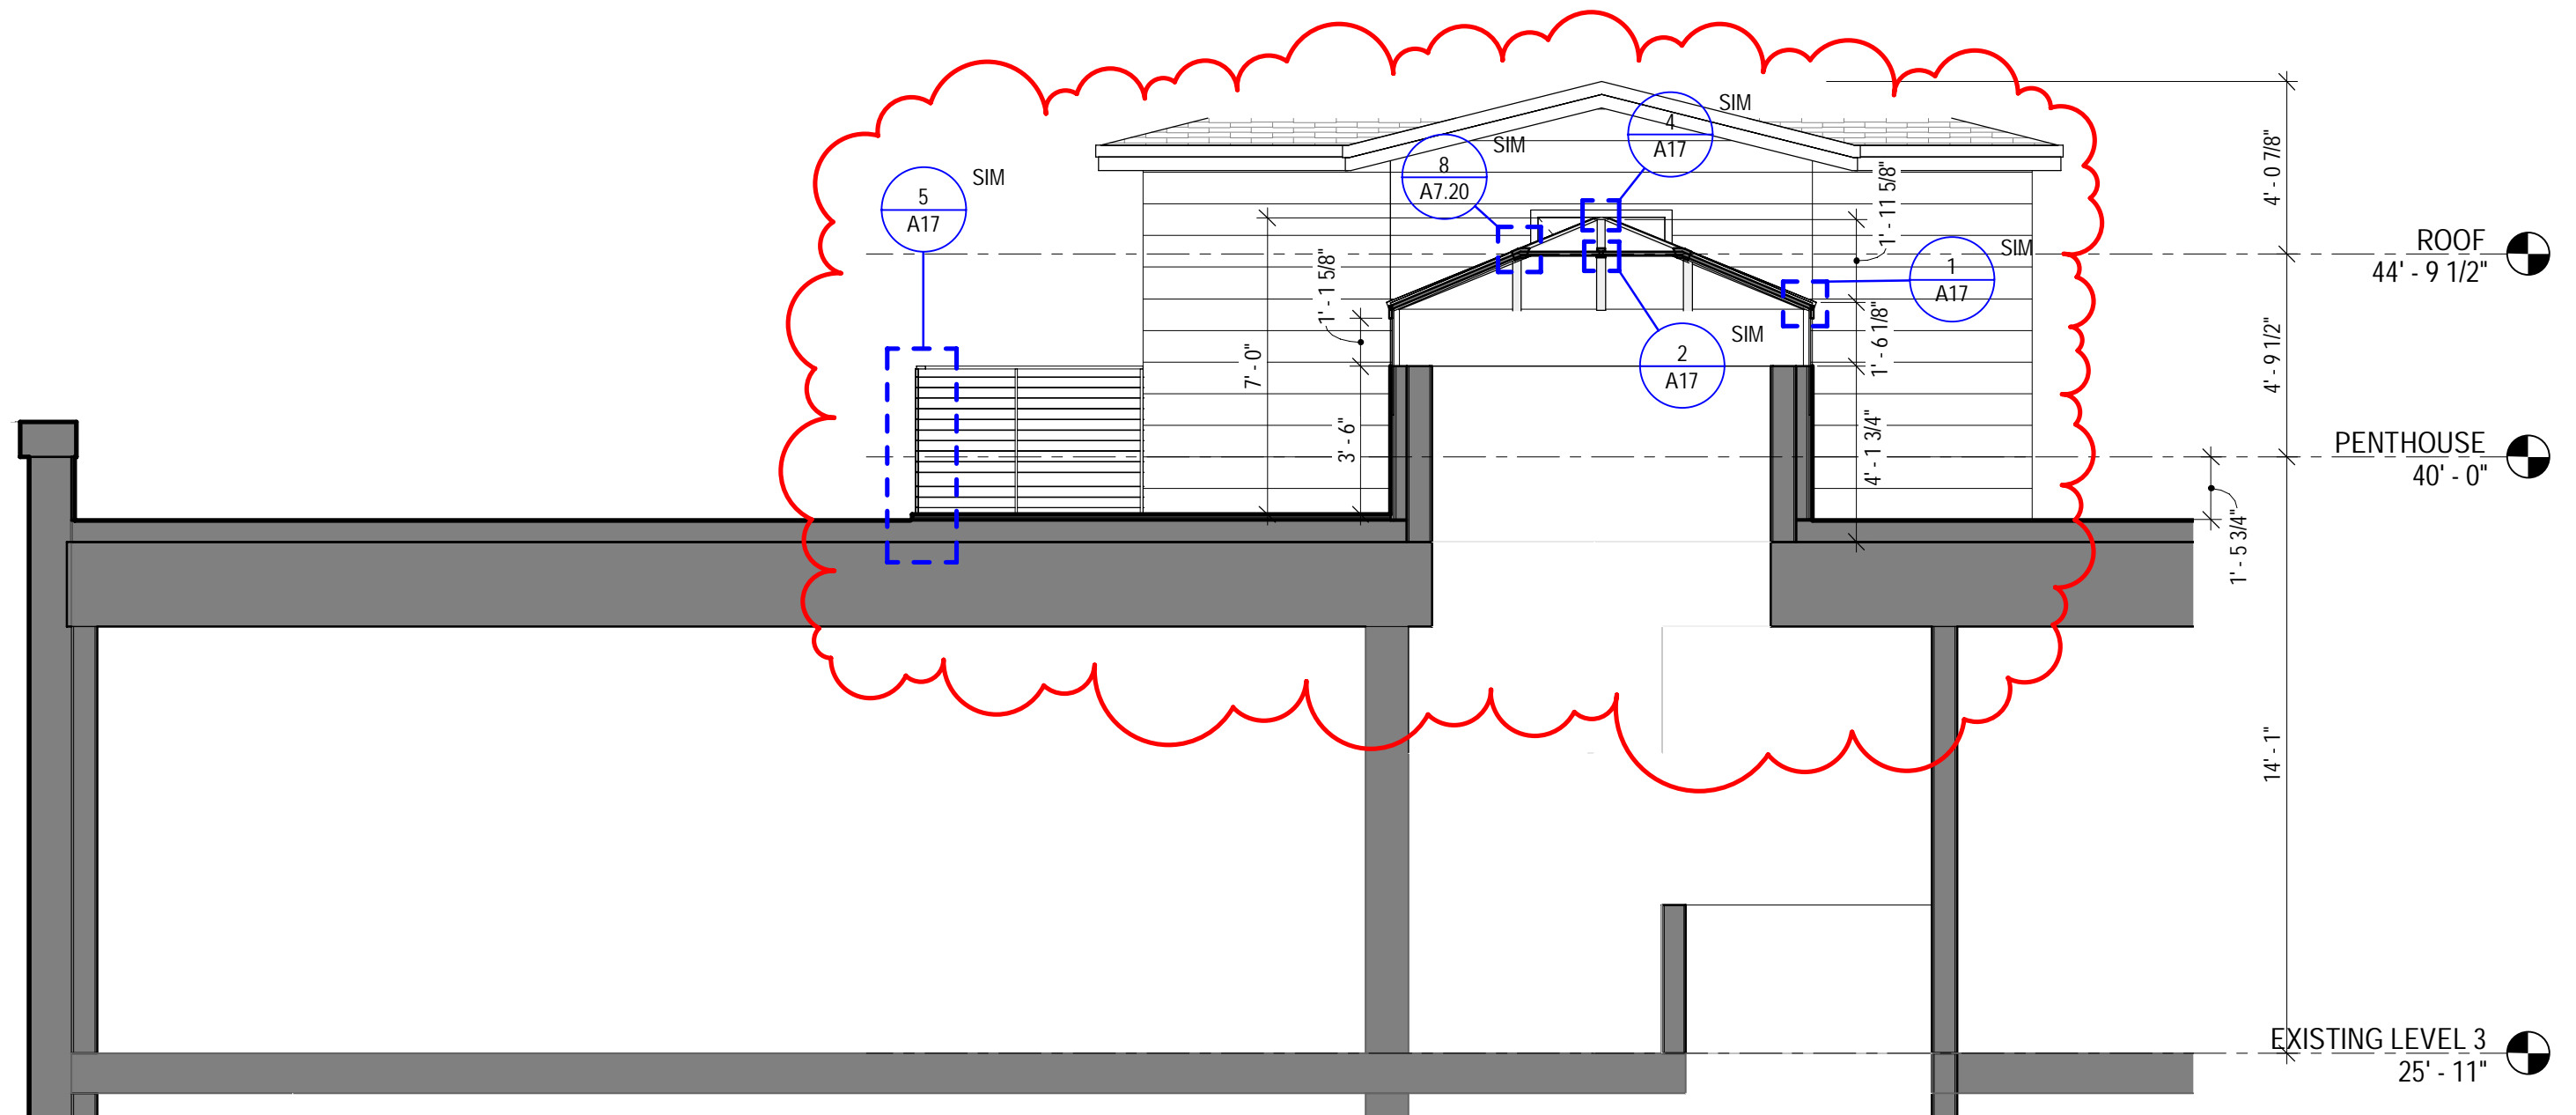 SIM
4
A17
SIM
8
A7.20
SIM
5
A17
1' - 11 5/8"
4' - 0 7/8"
ROOF
44' - 9 1/2"
SIM
1
A17
1' - 1 5/8"
7' - 0"
SIM
2
A17
1' - 6 1/8"
4' - 9 1/2"
3' - 6"
4' - 1 3/4"
PENTHOUSE
40' - 0"
1' - 5 3/4"
14' - 1"
EXISTING LEVEL 3
25' - 11"